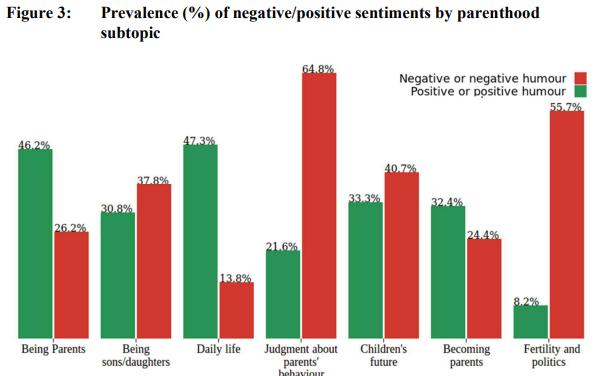 Figure 3: Prevalence (%) of negative/positive sentiments by parenthood
subtopic
Negative or negative humour
Positive or positive humour
46.2%
26.2%
30.8%
37.8%
47.3%
13.8%
21.6%
64.8%
33.3%
40.7%
32.4%
24.4%
8.2%
55.7%
Being Parents
Being
sons/daughters
Daily life
Judgment about
parents'
behaviour
Children's
future
Becoming
parents
Fertility and
politics